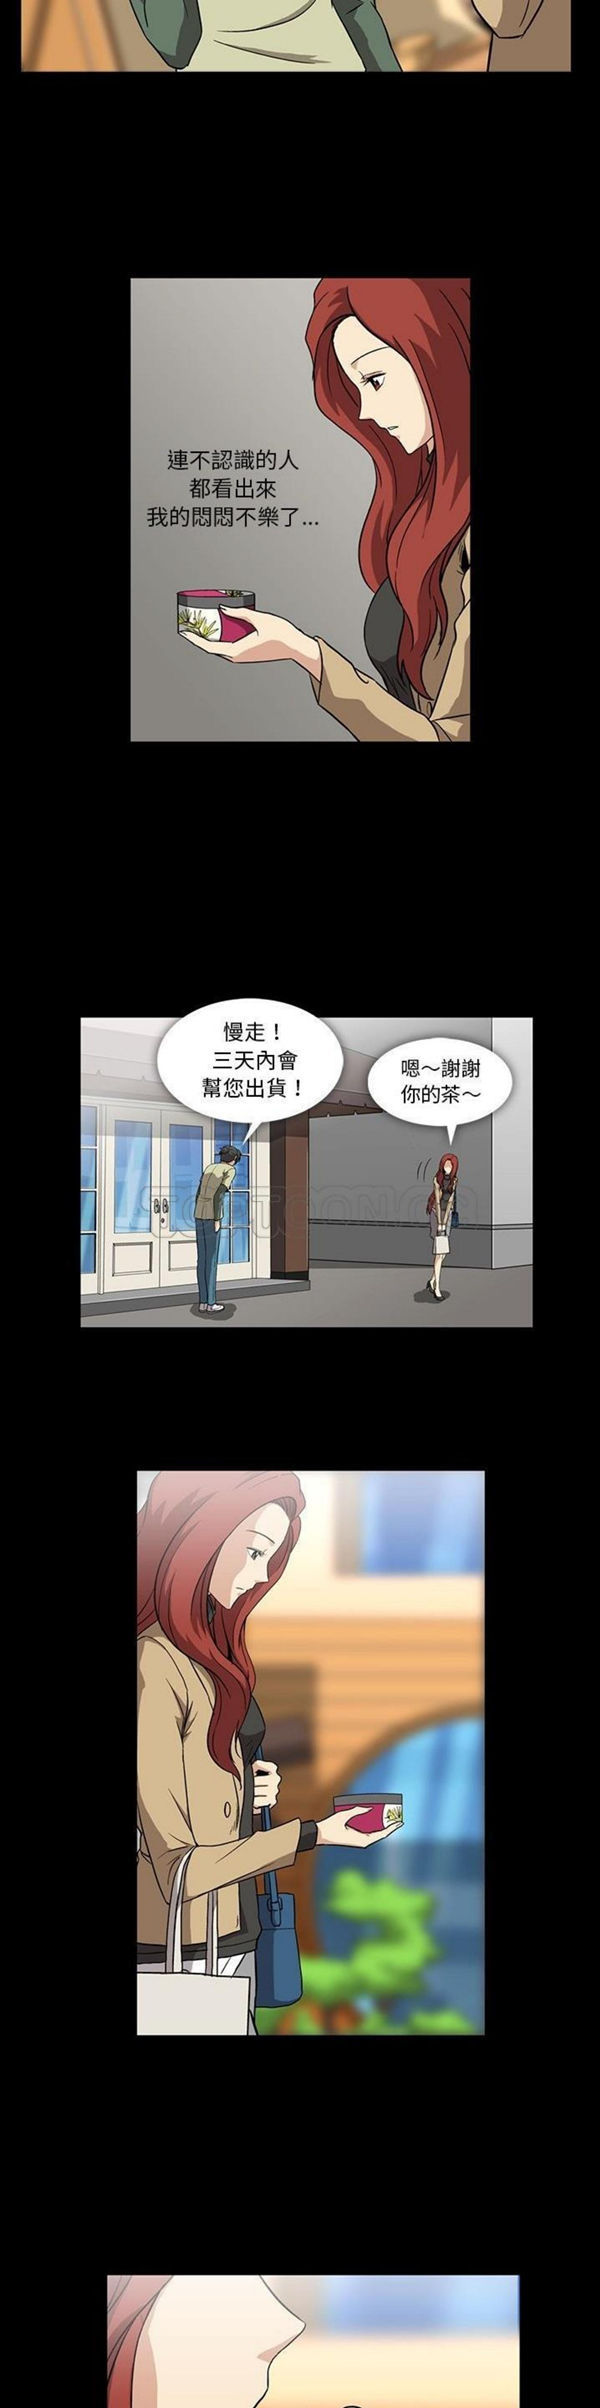 連不認識的人
都看出來
我的悶悶不樂了...
慢走！
三天內會
幫您出貨！
嗯～謝謝
你的茶～